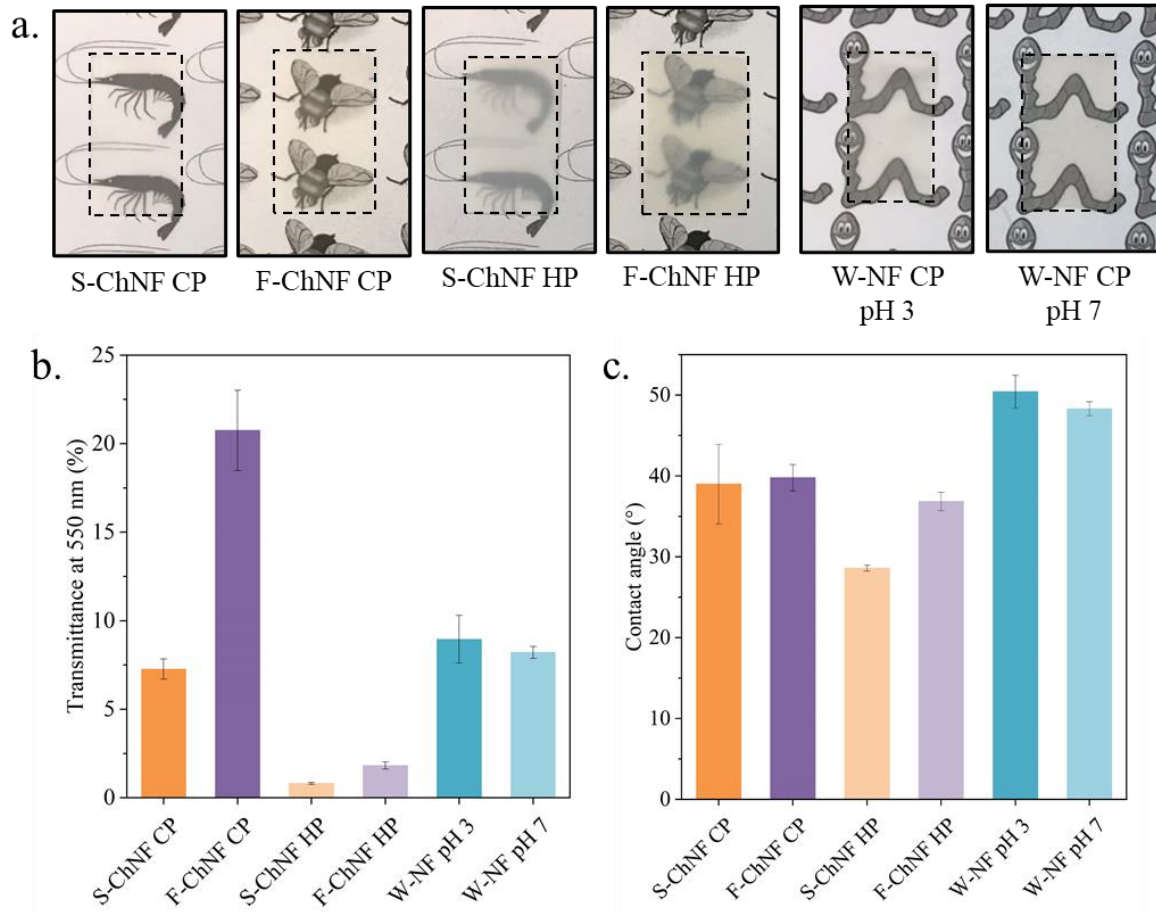 a.
S-ChNF CP
F-ChNF CP
S-ChNF HP
F-ChNF HP
W-NF CP
pH 3
W-NF CP
pH 7
b.
Transmittance at 550 nm (%)
25
20
15
10
5
0
S-ChNF CP
F-ChNF CP
S-ChNF HP
F-ChNF HP
W-NF pH 3
W-NF pH 7
c.
Contact angle (°)
50
40
30
20
10
0
S-ChNF CP
F-ChNF CP
S-ChNF HP
F-ChNF HP
W-NF pH 3
W-NF pH 7